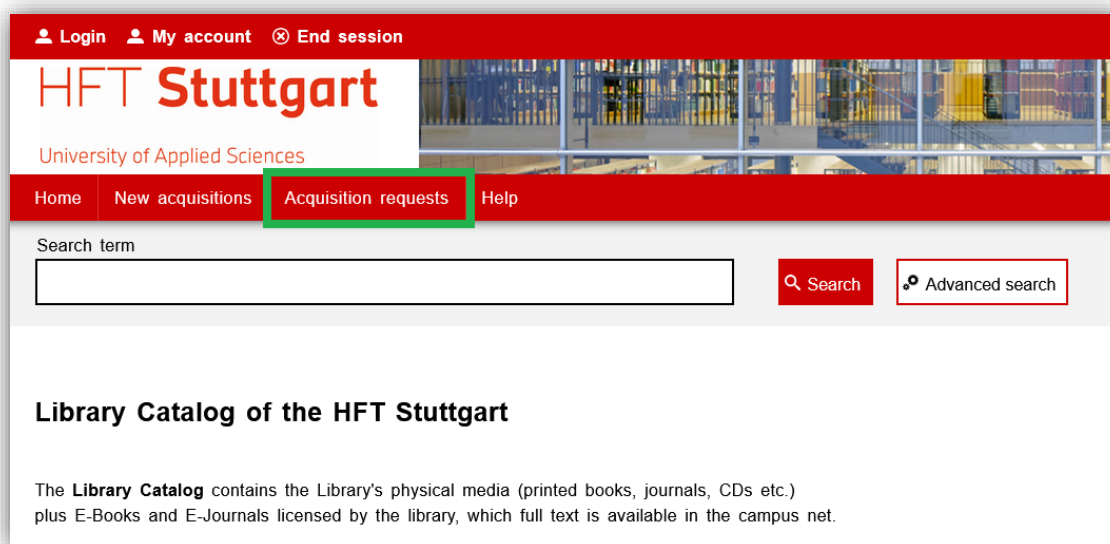 Login My account End session
HFT Stuttgart
University of Applied Sciences
Home New acquisitions Acquisition requests Help
Search term
Search Advanced search
Library Catalog of the HFT Stuttgart
The Library Catalog contains the Library's physical media (printed books, journals, CDs etc.)
plus E-Books and E-Journals licensed by the library, which full text is available in the campus net.